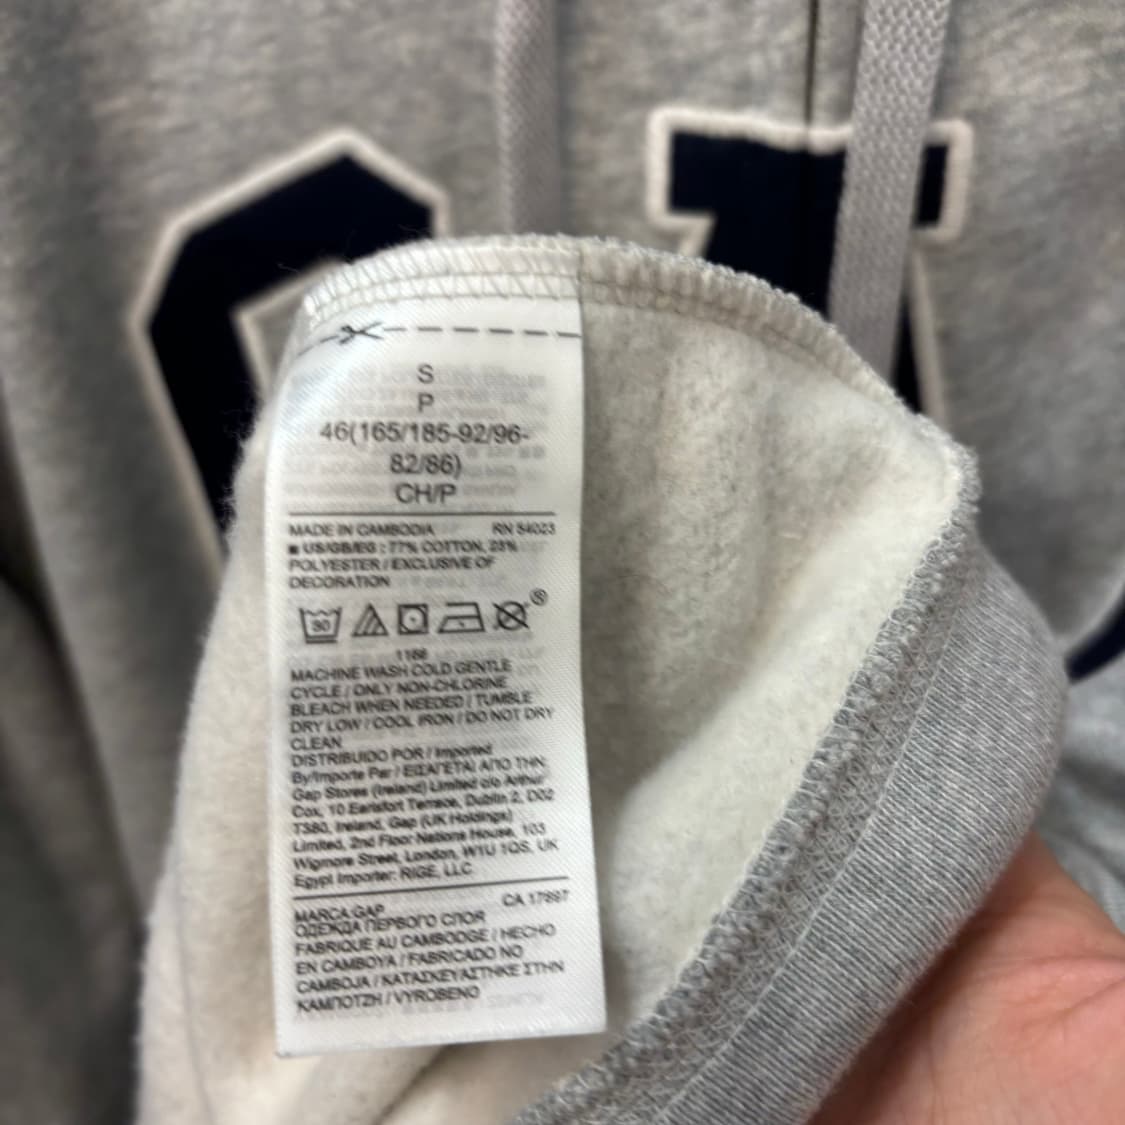 S
P
46(165/185-92/96-
82/86)
CH/P
MADE IN CAMBODIA RN 54023
■ US/GB/EG : 77% COTTON, 23%
POLYESTER / EXCLUSIVE OF
DECORATION
30
1166
MACHINE WASH COLD GENTLE
CYCLE / ONLY NON-CHLORINE
BLEACH WHEN NEEDED / TUMBLE
DRY LOW / COOL IRON / DO NOT DRY
CLEAN
DISTRIBUIDO POR / Imported
By/Importe Par / ΕΙΣΑΓΕΤΑΙ ΑΠΟ ΤΗΝ:
Gap Stores (Ireland) Limited c/o Arthur
Cox, 10 Earlsfort Terrace, Dublin 2, D02
T380, Ireland, Gap (UK Holdings)
Limited, 2nd Floor Nations House, 103
Wigmore Street, London, W1U 1QS, UK
Egypt Importer: RIGE, LLC
CA 17897
MARCA:GAP
ОДЕЖДА ПЕРВОГО СЛОЯ
FABRIQUE AU CAMBODGE / HECHO
EN CAMBOYA / FABRICADO NO
CAMBOJA / ΚΑΤΑΣΚΕΥΑΣΤΗΚΕ ΣΤΗΝ
ΚΑΜΠΟΤΖΗ / VYROBENO